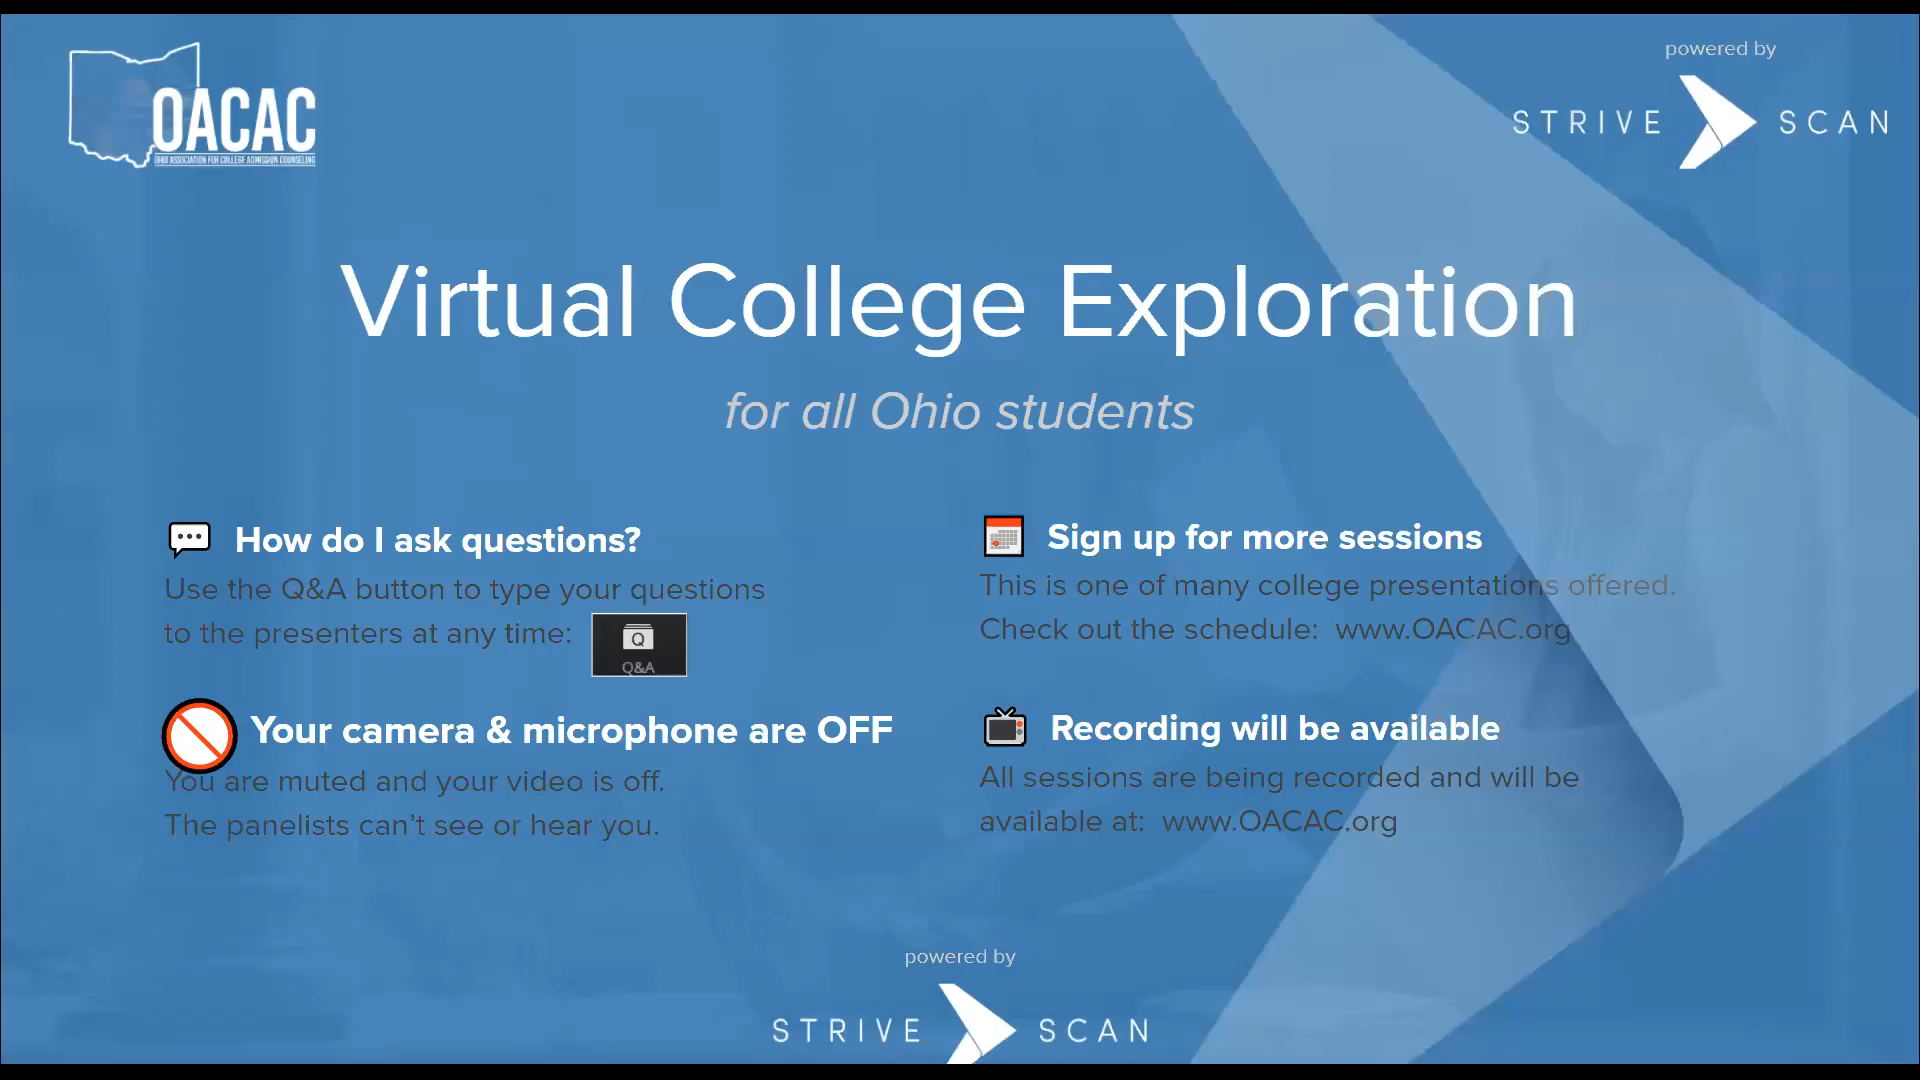 OACAC
OHIO ASSOCIATION FOR COLLEGE ADMISSION COUNSELING
powered by
STRIVE SCAN
Virtual College Exploration
for all Ohio students
How do I ask questions?
Use the Q&A button to type your questions
to the presenters at any time:
Q
Q&A
Your camera & microphone are OFF
You are muted and your video is off.
The panelists can’t see or hear you.
Sign up for more sessions
This is one of many college presentations offered.
Check out the schedule: www.OACAC.org
Recording will be available
All sessions are being recorded and will be
available at: www.OACAC.org
powered by
STRIVE SCAN